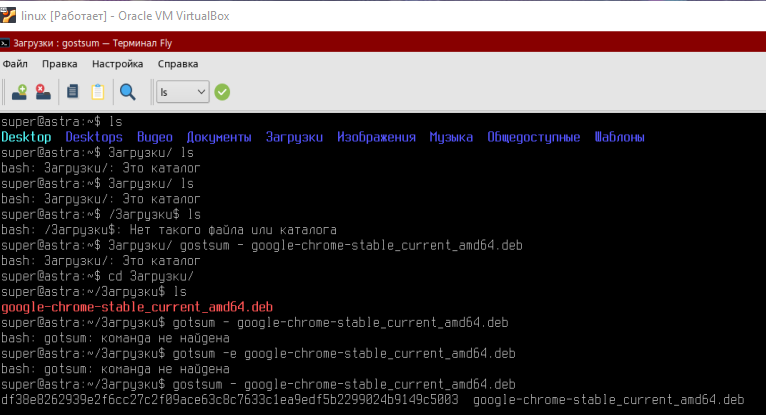 linux [Работает] - Oracle VM VirtualBox
Загрузки : gostsum — Терминал Fly
Файл Правка Настройка Справка
ls
super@astra:~$ ls
Desktop Desktops Видео Документы Загрузки Изображения Музыка Общедоступные Шаблоны
super@astra:~$ Загрузки/ ls
bash: Загрузки/: Это каталог
super@astra:~$ Загрузки/ ls
bash: Загрузки/: Это каталог
super@astra:~$ /Загрузки$ ls
bash: /Загрузки$: Нет такого файла или каталога
super@astra:~$ Загрузки/ gostsum - google-chrome-stable_current_amd64.deb
bash: Загрузки/: Это каталог
super@astra:~$ cd Загрузки/
super@astra:~/Загрузки$ ls
google-chrome-stable_current_amd64.deb
super@astra:~/Загрузки$ gotsum - google-chrome-stable_current_amd64.deb
bash: gotsum: команда не найдена
super@astra:~/Загрузки$ gotsum -e google-chrome-stable_current_amd64.deb
bash: gotsum: команда не найдена
super@astra:~/Загрузки$ gostsum - google-chrome-stable_current_amd64.deb
df38e8262939e2f6cc27c2f09ace63c8c7633c1ea9edf5b2299024b9149c5003 google-chrome-stable_current_amd64.deb